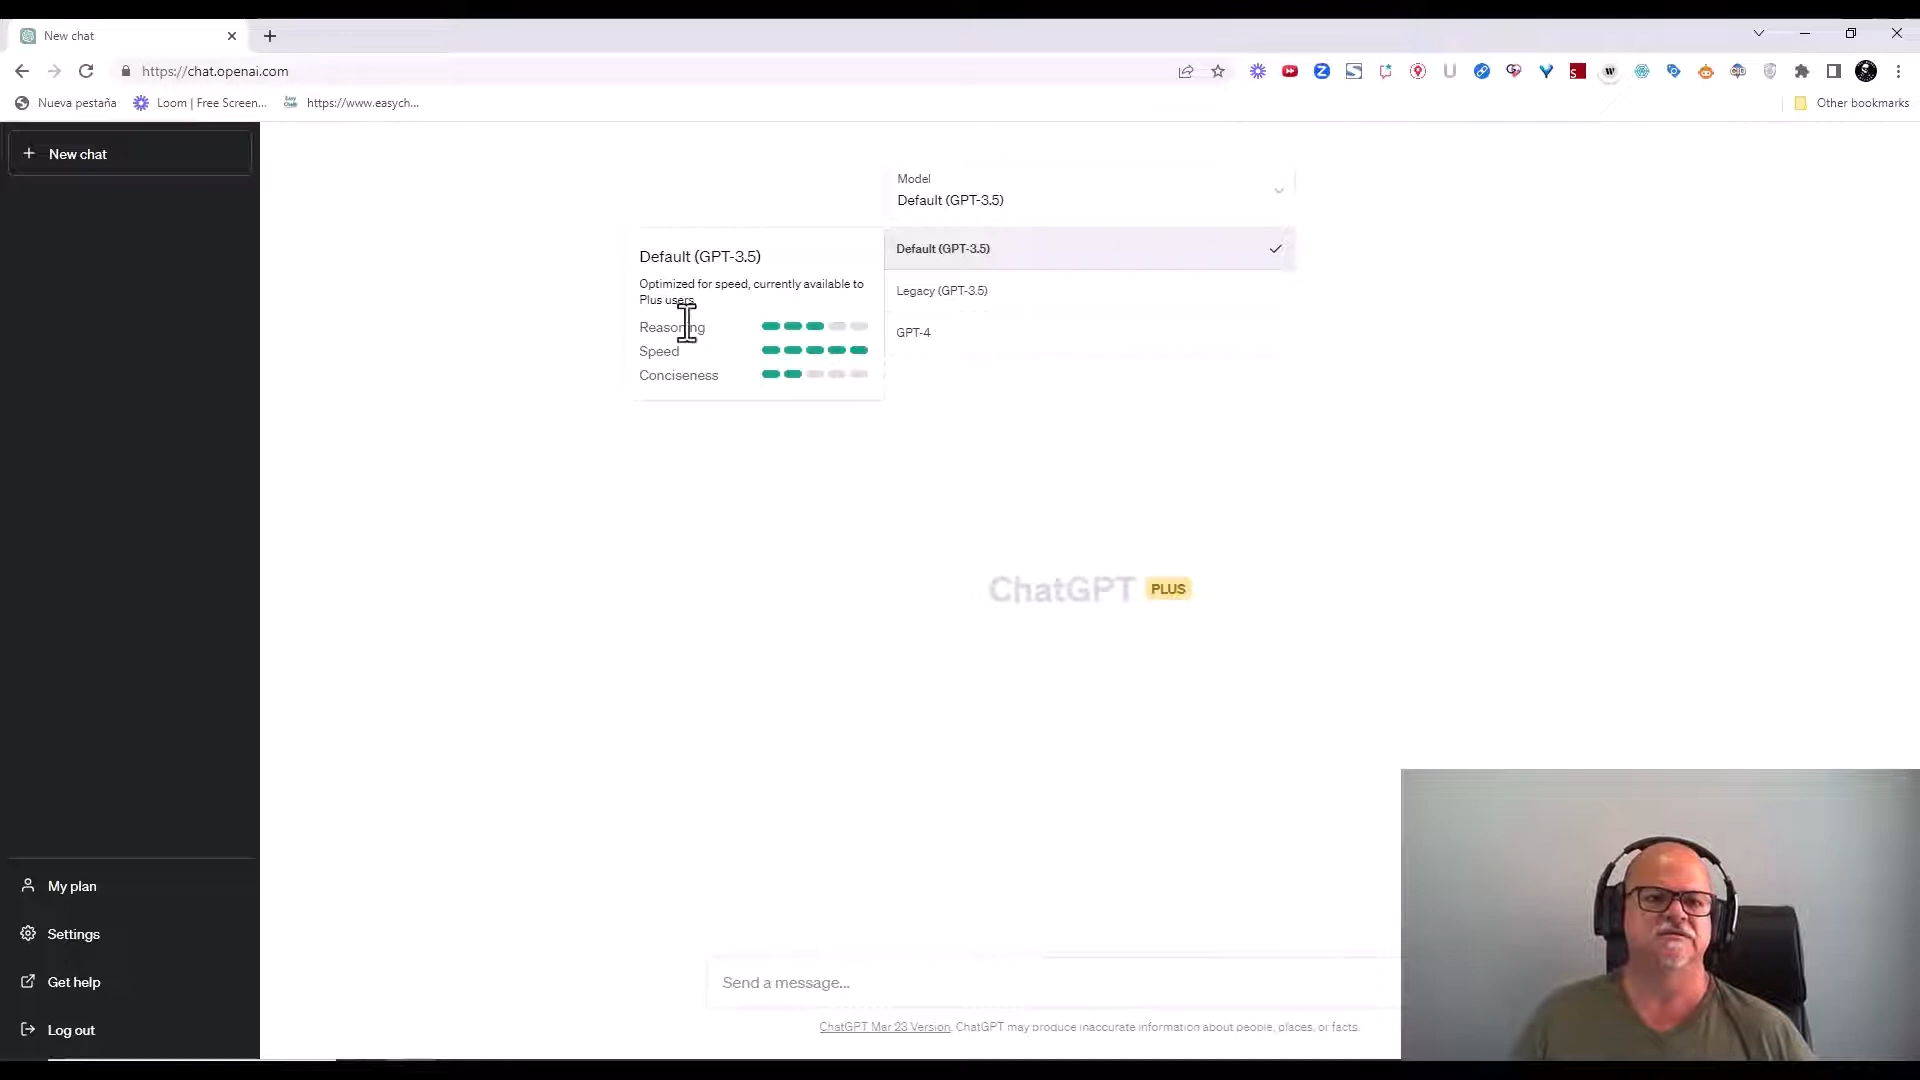 New chat
https://chat.openai.com
Nueva pestaña
Loom | Free Screen...
https://www.easych...
Other bookmarks
New chat
Model
Default (GPT-3.5)
Default (GPT-3.5)
Optimized for speed, currently available to
Plus users
Reasoning
Speed
Conciseness
Default (GPT-3.5)
Legacy (GPT-3.5)
GPT-4
ChatGPT PLUS
My plan
Settings
Get help
Log out
Send a message...
ChatGPT Mar 23 Version. ChatGPT may produce inaccurate information about people, places, or facts.